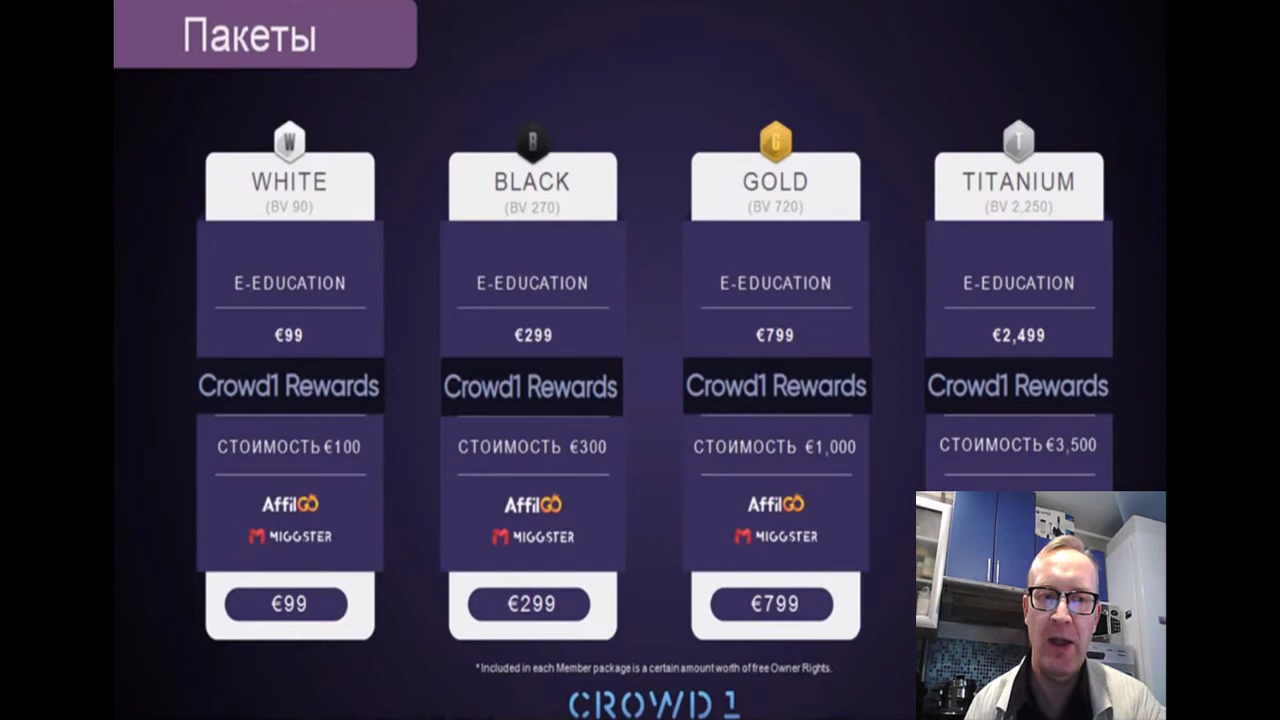 Пакеты
W
WHITE
(BV 90)
E-EDUCATION
€99
Crowd1 Rewards
СТОИМОСТЬ €100
AffilGO
MIGGSTER
€99
B
BLACK
(BV 270)
E-EDUCATION
€299
Crowd1 Rewards
СТОИМОСТЬ €300
AffilGO
MIGGSTER
€299
G
GOLD
(BV 720)
E-EDUCATION
€799
Crowd1 Rewards
СТОИМОСТЬ €1,000
AffilGO
MIGGSTER
€799
T
TITANIUM
(BV 2,250)
E-EDUCATION
€2,499
Crowd1 Rewards
СТОИМОСТЬ €3,500
* Included in each Member package is a certain amount worth of free Owner Rights.
CROWD 1